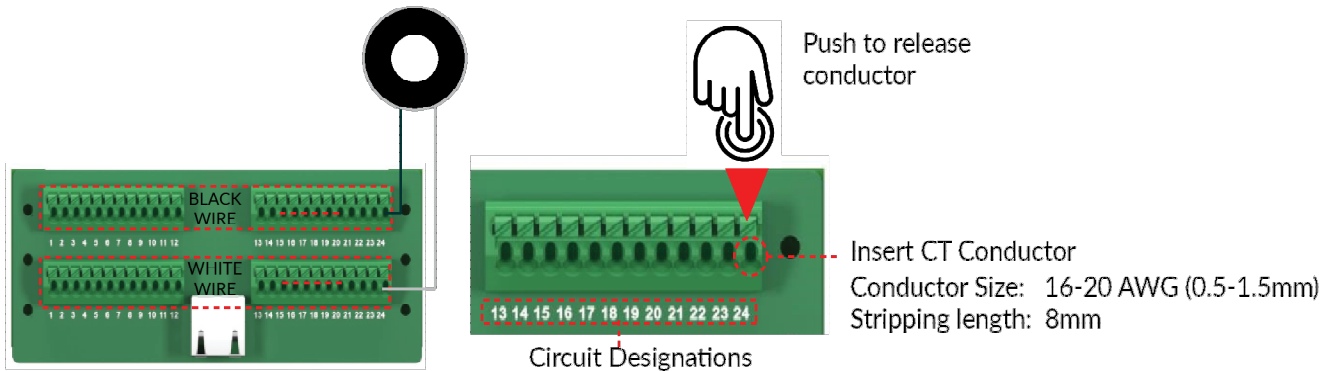 Push to release
conductor
BLACK
WIRE
1 2 3 4 5 6 7 8 9 10 11 12
13 14 15 16 17 18 19 20 21 22 23 24
WHITE
WIRE
1 2 3 4 5 6 7 8 9 10 11 12
13 14 15 16 17 18 19 20 21 22 23 24
Insert CT Conductor
Conductor Size: 16-20 AWG (0.5-1.5mm)
Stripping length: 8mm
13 14 15 16 17 18 19 20 21 22 23 24
Circuit Designations